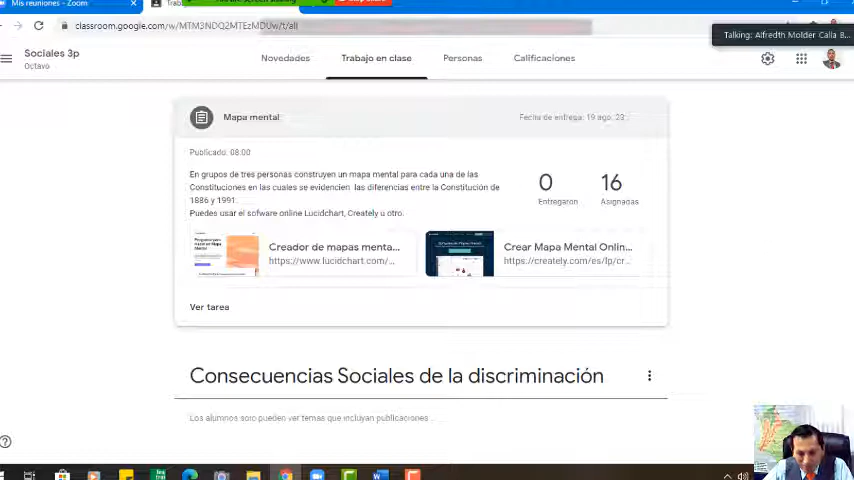 Mis reuniones - Zoom
classroom.google.com/w/MTM3NDQ2MTEzMDUw/t/all
Talking: Alfredth Molder Calla B...
Sociales 3p
Octavo
Novedades
Trabajo en clase
Personas
Calificaciones
Mapa mental
Fecha de entrega: 19 ago. 23:
Publicado: 08:00
En grupos de tres personas construyen un mapa mental para cada una de las
Constituciones en las cuales se evidencien las diferencias entre la Constitución de
1886 y 1991.
Puedes usar el sofware online Lucidchart, Creately u otro.
0
Entregaron
16
Asignadas
Creador de mapas menta...
https://www.lucidchart.com/...
Crear Mapa Mental Onlin...
https://creately.com/es/lp/cr...
Ver tarea
Consecuencias Sociales de la discriminación
Los alumnos solo pueden ver temas que incluyan publicaciones